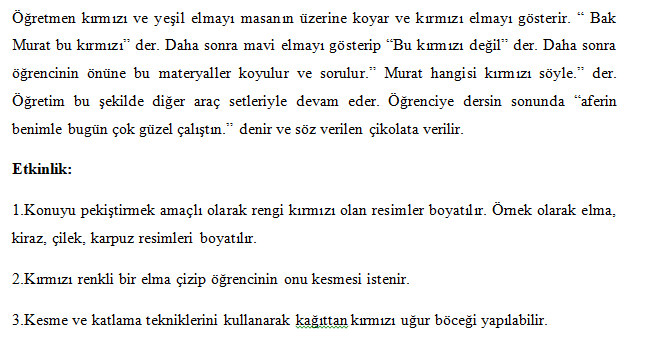 Öğretmen kırmızı ve yeşil elmayı masanın üzerine koyar ve kırmızı elmayı gösterir. “ Bak
Murat bu kırmızı” der. Daha sonra mavi elmayı gösterip “Bu kırmızı değil” der. Daha sonra
öğrencinin önüne bu materyaller koyulur ve sorulur.” Murat hangisi kırmızı söyle.” der.
Öğretim bu şekilde diğer araç setleriyle devam eder. Öğrenciye dersin sonunda “aferin
benimle bugün çok güzel çalıştın.” denir ve söz verilen çikolata verilir.
Etkinlik:
1.Konuyu pekiştirmek amaçlı olarak rengi kırmızı olan resimler boyatılır. Örnek olarak elma,
kiraz, çilek, karpuz resimleri boyatılır.
2.Kırmızı renkli bir elma çizip öğrencinin onu kesmesi istenir.
3.Kesme ve katlama tekniklerini kullanarak kağıttan kırmızı uğur böceği yapılabilir.